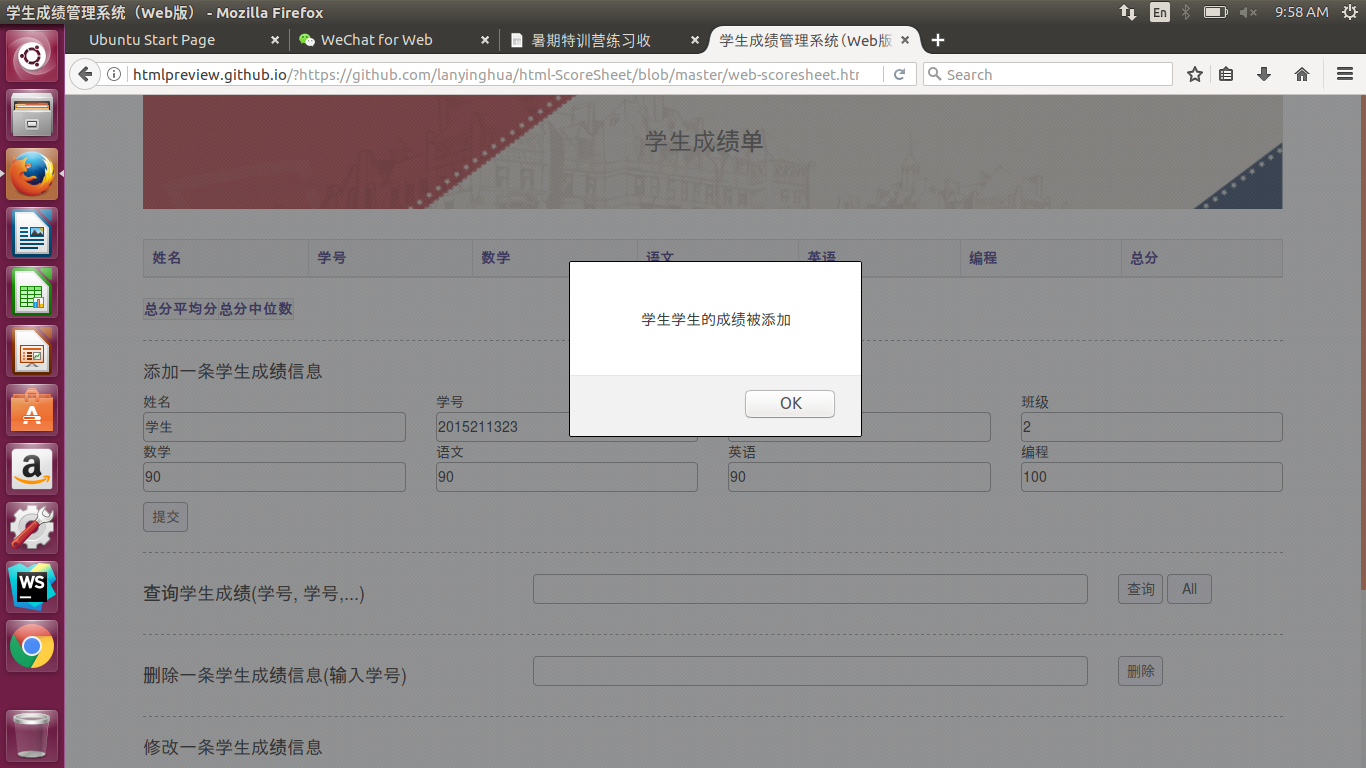 学生成绩管理系统（Web版） - Mozilla Firefox
En
9:58 AM
Ubuntu Start Page
WeChat for Web
暑期特训营练习收
学生成绩管理系统（Web版
htmlpreview.github.io/?https://github.com/lanyinghua/html-ScoreSheet/blob/master/web-scoresheet.htm
Search
学生成绩单
姓名 学号 数学 语文 英语 编程 总分
总分平均分总分中位数
学生学生的成绩被添加
OK
添加一条学生成绩信息
姓名 学号 班级
学生 2015211323 2
数学 语文 英语 编程
90 90 90 100
提交
查询学生成绩(学号, 学号,...) 查询 All
删除一条学生成绩信息(输入学号) 删除
修改一条学生成绩信息
WS